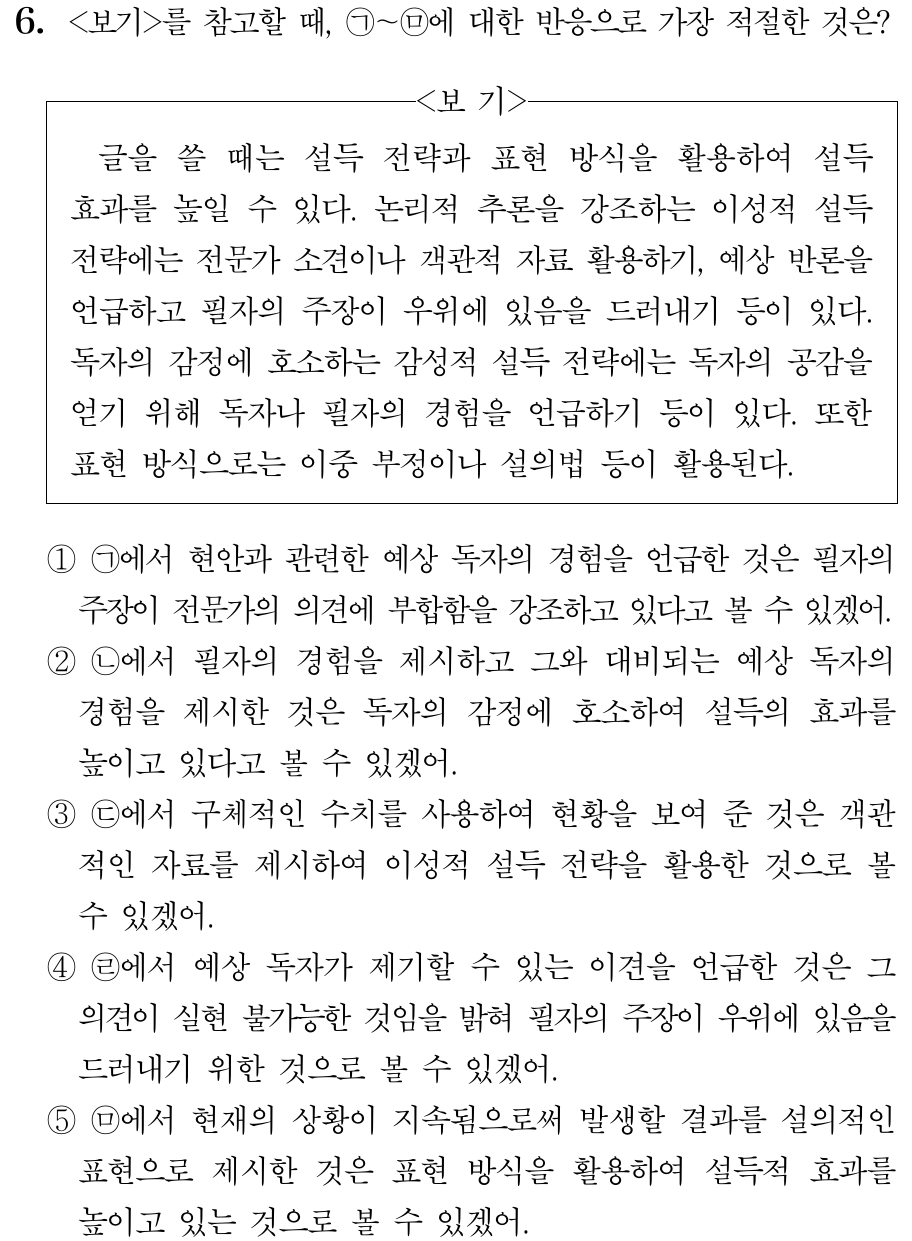 6. <보기>를 참고할 때, ㉠~㉤에 대한 반응으로 가장 적절한 것은?
<보 기>
글을 쓸 때는 설득 전략과 표현 방식을 활용하여 설득
효과를 높일 수 있다. 논리적 추론을 강조하는 이성적 설득
전략에는 전문가 소견이나 객관적 자료 활용하기, 예상 반론을
언급하고 필자의 주장이 우위에 있음을 드러내기 등이 있다.
독자의 감정에 호소하는 감성적 설득 전략에는 독자의 공감을
얻기 위해 독자나 필자의 경험을 언급하기 등이 있다. 또한
표현 방식으로는 이중 부정이나 설의법 등이 활용된다.
① ㉠에서 현안과 관련한 예상 독자의 경험을 언급한 것은 필자의
주장이 전문가의 의견에 부합함을 강조하고 있다고 볼 수 있겠어.
② ㉡에서 필자의 경험을 제시하고 그와 대비되는 예상 독자의
경험을 제시한 것은 독자의 감정에 호소하여 설득의 효과를
높이고 있다고 볼 수 있겠어.
③ ㉢에서 구체적인 수치를 사용하여 현황을 보여 준 것은 객관
적인 자료를 제시하여 이성적 설득 전략을 활용한 것으로 볼
수 있겠어.
④ ㉣에서 예상 독자가 제기할 수 있는 이견을 언급한 것은 그
의견이 실현 불가능한 것임을 밝혀 필자의 주장이 우위에 있음을
드러내기 위한 것으로 볼 수 있겠어.
⑤ ㉤에서 현재의 상황이 지속됨으로써 발생할 결과를 설의적인
표현으로 제시한 것은 표현 방식을 활용하여 설득적 효과를
높이고 있는 것으로 볼 수 있겠어.